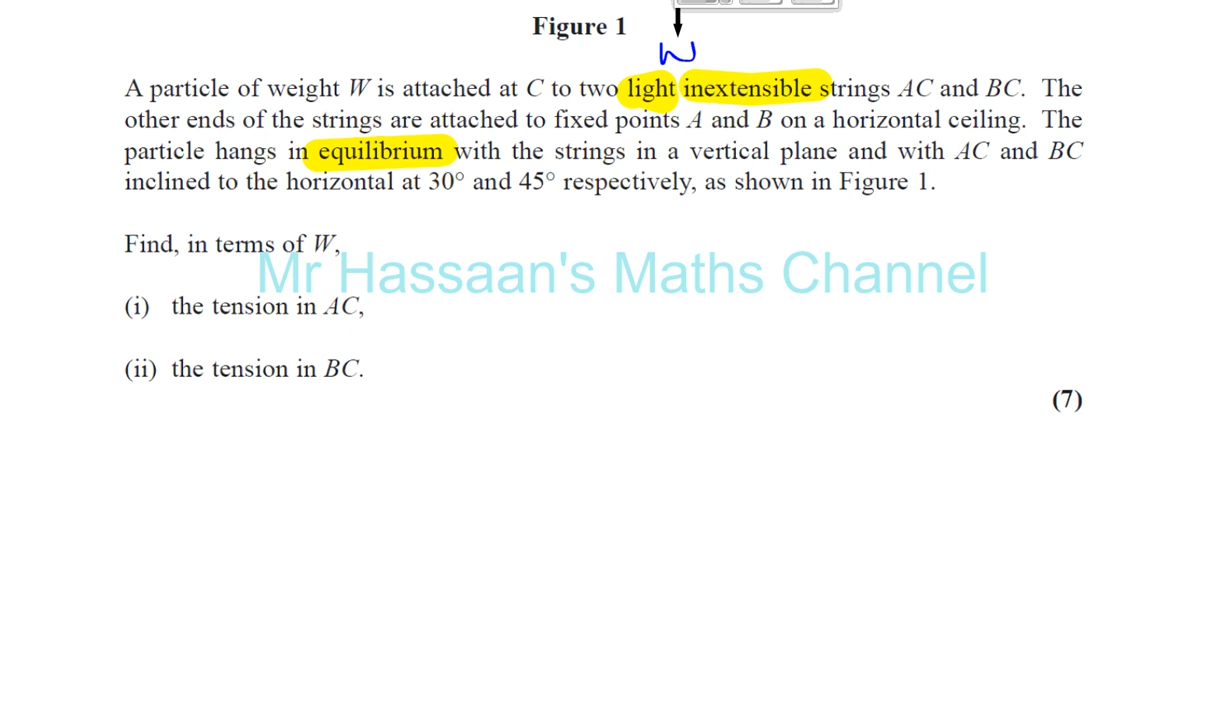 Figure 1
W
A particle of weight W is attached at C to two light inextensible strings AC and BC. The
other ends of the strings are attached to fixed points A and B on a horizontal ceiling. The
particle hangs in equilibrium with the strings in a vertical plane and with AC and BC
inclined to the horizontal at 30° and 45° respectively, as shown in Figure 1.
Find, in terms of W,
Mr Hassaan's Maths Channel
(i) the tension in AC,
(ii) the tension in BC.
(7)